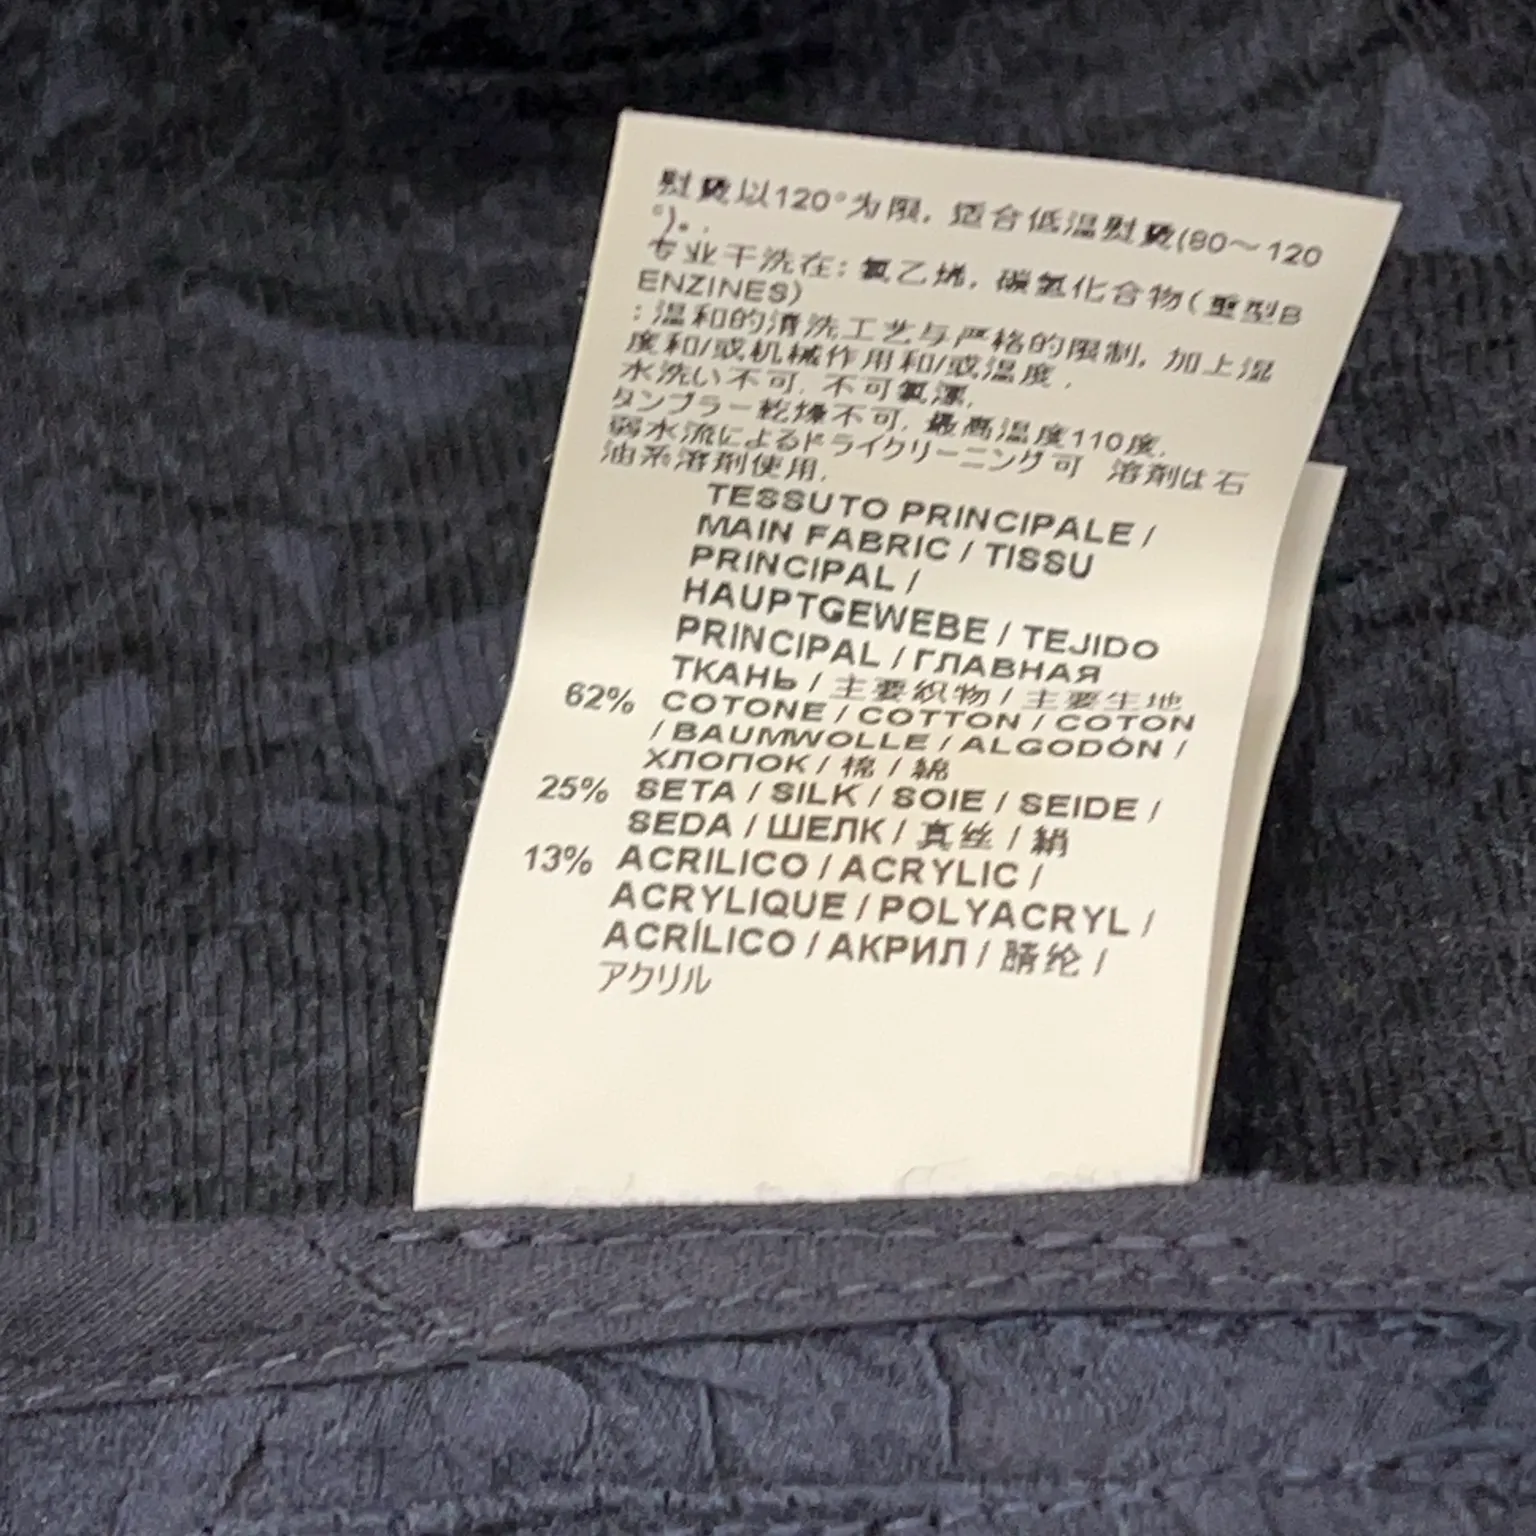 熨烫以120°为限, 适合低温熨烫(80～120
°)。.
专业干洗在: 氯乙烯, 碳氢化合物(重型B
ENZINES)
:温和的清洗工艺与严格的限制, 加上湿
度和/或机械作用和/或温度.
水洗い不可, 不可氯漂,
タンブラー乾燥不可, 最高温度110度,
弱水流によるドライクリーニング可 溶剤は石
油系溶剤使用,
TESSUTO PRINCIPALE /
MAIN FABRIC / TISSU
PRINCIPAL /
HAUPTGEWEBE / TEJIDO
PRINCIPAL / ГЛАВНАЯ
ТКАНЬ / 主要织物 / 主要生地
62% COTONE / COTTON / COTON
/ BAUMWOLLE / ALGODÓN /
ХЛОПОК / 棉 / 綿
25% SETA / SILK / SOIE / SEIDE /
SEDA / ШЕЛК / 真丝 / 絹
13% ACRILICO / ACRYLIC /
ACRYLIQUE / POLYACRYL /
ACRÍLICO / АКРИЛ / 腈纶 /
アクリル